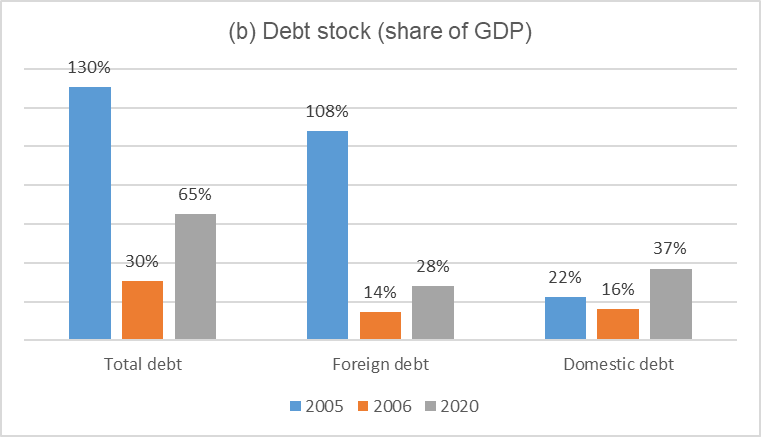 (b) Debt stock (share of GDP)
130%
30%
65%
108%
14%
28%
22%
16%
37%
Total debt
Foreign debt
Domestic debt
2005 2006 2020